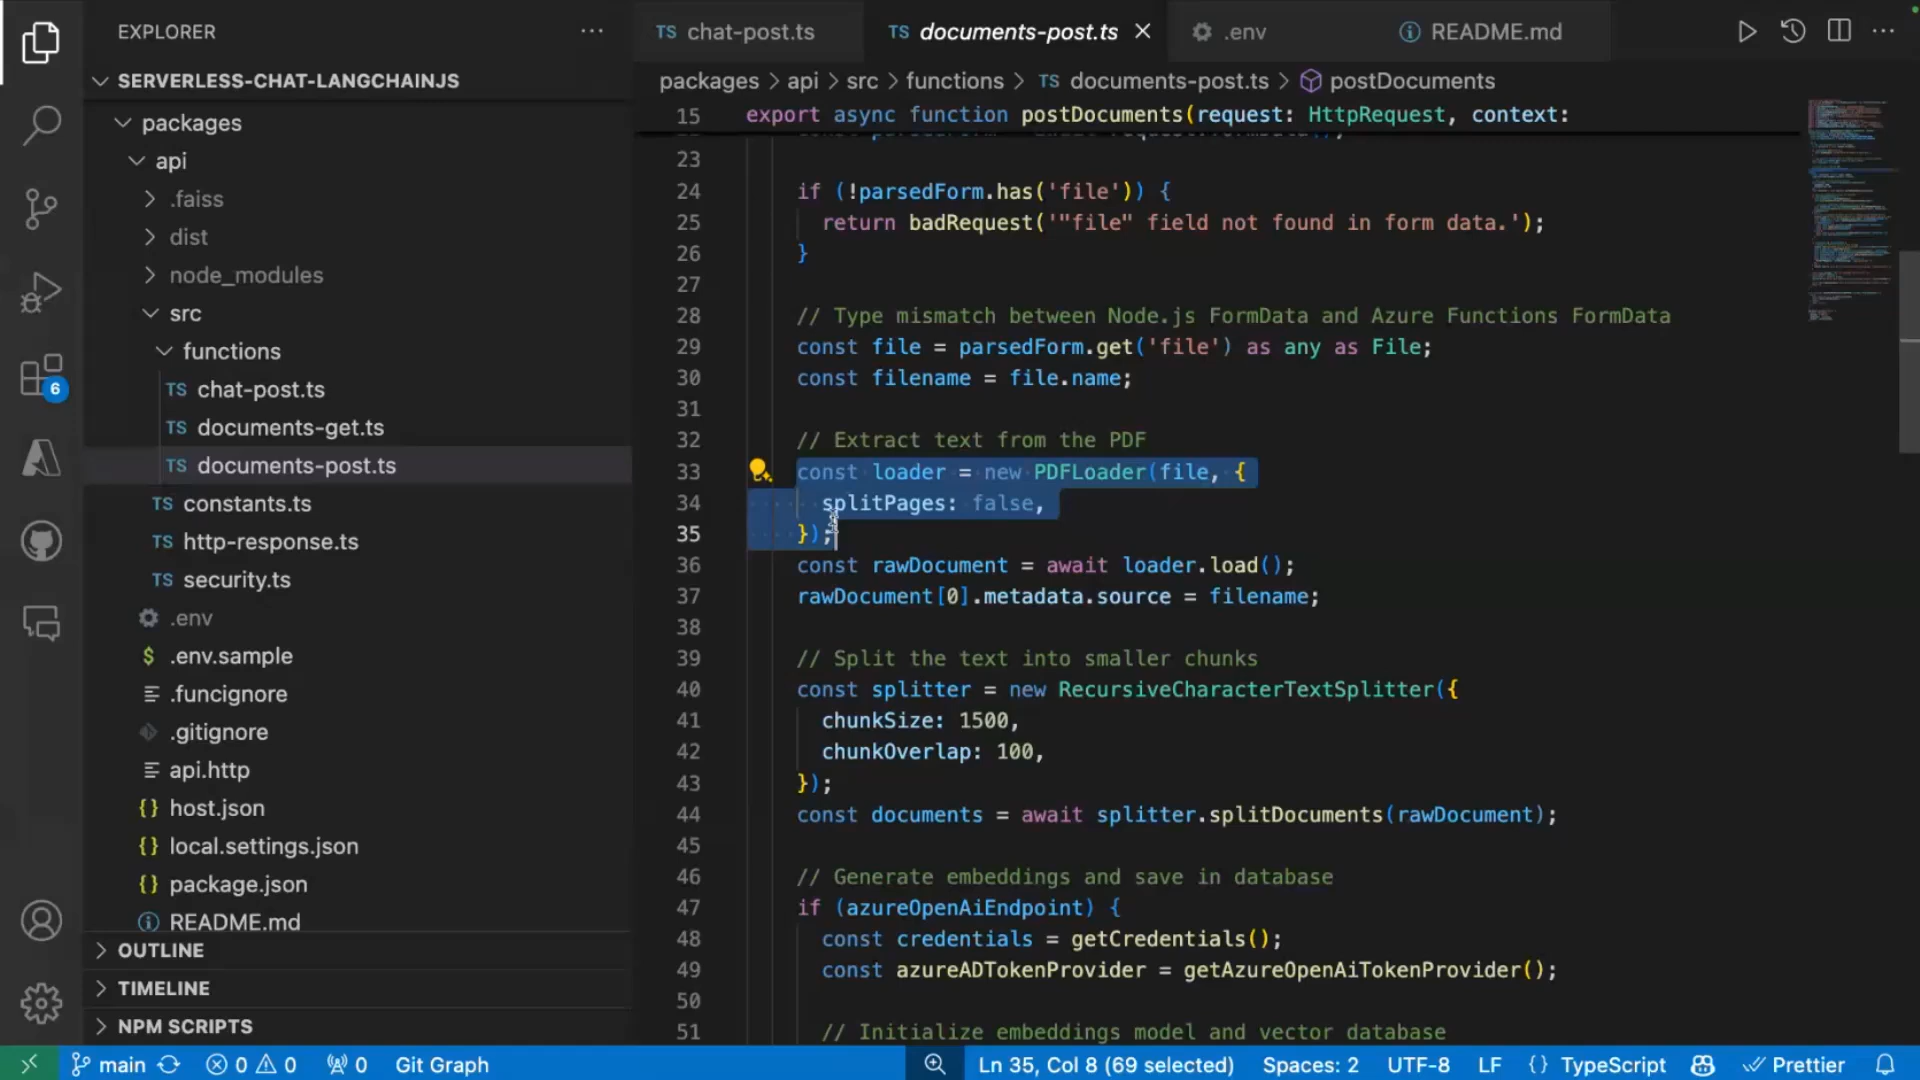 EXPLORER
SERVERLESS-CHAT-LANGCHAINJS
packages
api
.faiss
dist
node_modules
src
functions
TS chat-post.ts
TS documents-get.ts
TS documents-post.ts
TS constants.ts
TS http-response.ts
TS security.ts
.env
$ .env.sample
.funcignore
.gitignore
api.http
{} host.json
{} local.settings.json
{} package.json
README.md
OUTLINE
TIMELINE
NPM SCRIPTS
6
TS chat-post.ts TS documents-post.ts .env README.md
packages > api > src > functions > TS documents-post.ts > postDocuments
15 export async function postDocuments(request: HttpRequest, context:
23
24 if (!parsedForm.has('file')) {
25 return badRequest('"file" field not found in form data.');
26 }
27
28 // Type mismatch between Node.js FormData and Azure Functions FormData
29 const file = parsedForm.get('file') as any as File;
30 const filename = file.name;
31
32 // Extract text from the PDF
33 const loader = new PDFLoader(file, {
34 splitPages: false,
35 });
36 const rawDocument = await loader.load();
37 rawDocument[0].metadata.source = filename;
38
39 // Split the text into smaller chunks
40 const splitter = new RecursiveCharacterTextSplitter({
41 chunkSize: 1500,
42 chunkOverlap: 100,
43 });
44 const documents = await splitter.splitDocuments(rawDocument);
45
46 // Generate embeddings and save in database
47 if (azureOpenAiEndpoint) {
48 const credentials = getCredentials();
49 const azureADTokenProvider = getAzureOpenAiTokenProvider();
50
51 // Initialize embeddings model and vector database
main 0 0 0 Git Graph Ln 35, Col 8 (69 selected) Spaces: 2 UTF-8 LF {} TypeScript Prettier